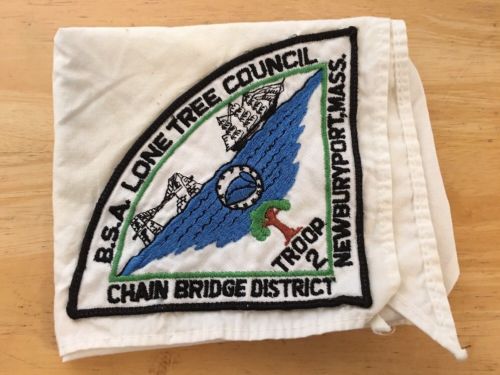 B.S.A. LONE TREE COUNCIL
NEWBURYPORT, MASS.
TROOP
2
CHAIN BRIDGE DISTRICT